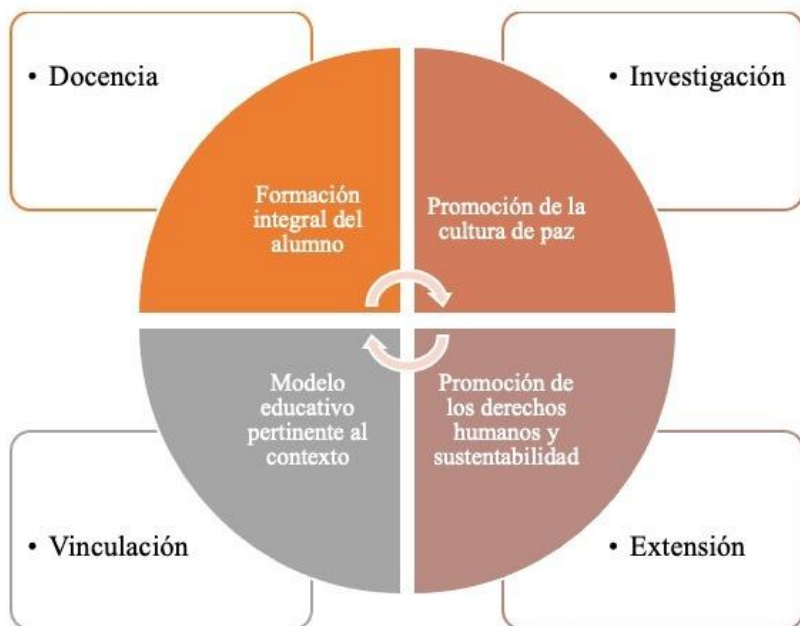 • Docencia
• Investigación
Formación
integral del
alumno
Promoción de la
cultura de paz
Modelo
educativo
pertinente al
contexto
Promoción de
los derechos
humanos y
sustentabilidad
• Vinculación
• Extensión